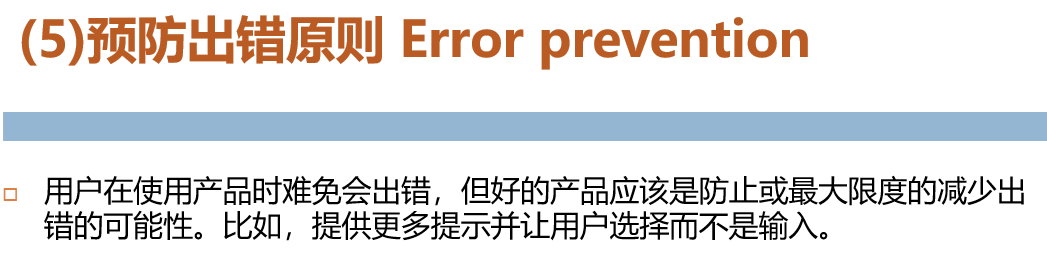 (5)预防出错原则 Error prevention
用户在使用产品时难免会出错，但好的产品应该是防止或最大限度的减少出
错的可能性。比如，提供更多提示并让用户选择而不是输入。